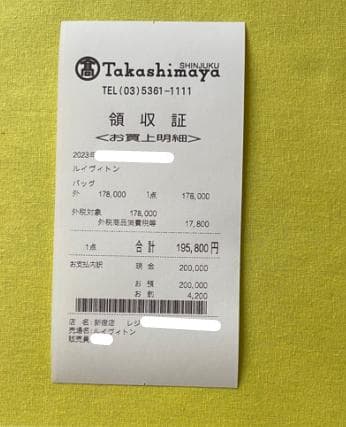 髙 Takashimaya SHINJUKU
TEL(03)5361-1111
領収証
<お買上明細>
2023年
ルイヴィトン
バッグ
外 178,000 1点 178,000
外税対象 178,000
外税商品消費税等 17,800
1点 合計 195,800円
お支払内訳 現金 200,000
お預 200,000
お釣 4,200
店 名:新宿店 レジ
売場名:ルイヴィトン
販売員